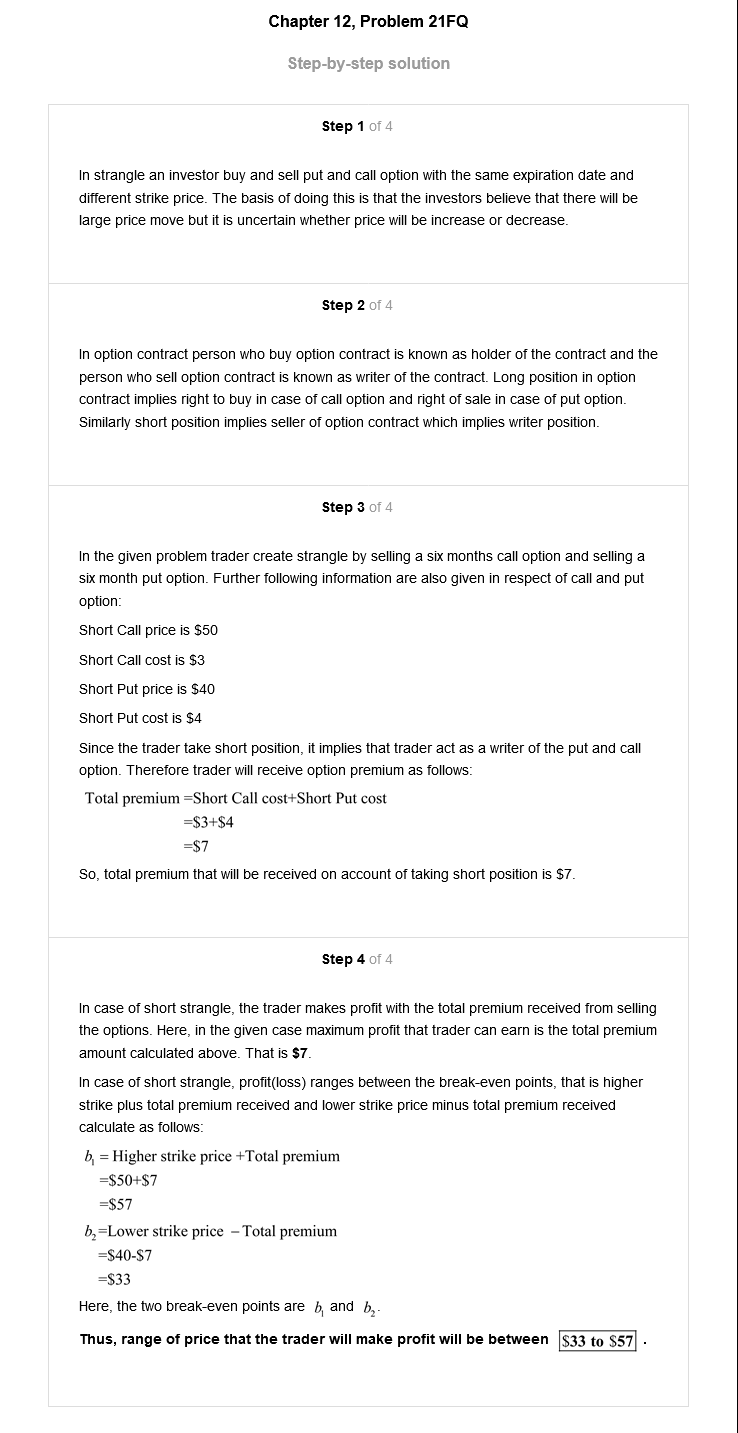 Chapter 12, Problem 21FQ
Step-by-step solution
Step 1 of 4
In strangle an investor buy and sell put and call option with the same expiration date and
different strike price. The basis of doing this is that the investors believe that there will be
large price move but it is uncertain whether price will be increase or decrease.
Step 2 of 4
In option contract person who buy option contract is known as holder of the contract and the
person who sell option contract is known as writer of the contract. Long position in option
contract implies right to buy in case of call option and right of sale in case of put option.
Similarly short position implies seller of option contract which implies writer position.
Step 3 of 4
In the given problem trader create strangle by selling a six months call option and selling a
six month put option. Further following information are also given in respect of call and put
option:
Short Call price is $50
Short Call cost is $3
Short Put price is $40
Short Put cost is $4
Since the trader take short position, it implies that trader act as a writer of the put and call
option. Therefore trader will receive option premium as follows:
Total premium =Short Call cost+Short Put cost
=$3+$4
=$7
So, total premium that will be received on account of taking short position is $7.
Step 4 of 4
In case of short strangle, the trader makes profit with the total premium received from selling
the options. Here, in the given case maximum profit that trader can earn is the total premium
amount calculated above. That is $7.
In case of short strangle, profit(loss) ranges between the break-even points, that is higher
strike plus total premium received and lower strike price minus total premium received
calculate as follows:
b₁ = Higher strike price +Total premium
=$50+$7
=$57
b₂=Lower strike price – Total premium
=$40-$7
=$33
Here, the two break-even points are b₁ and b₂.
Thus, range of price that the trader will make profit will be between $33 to $57 .